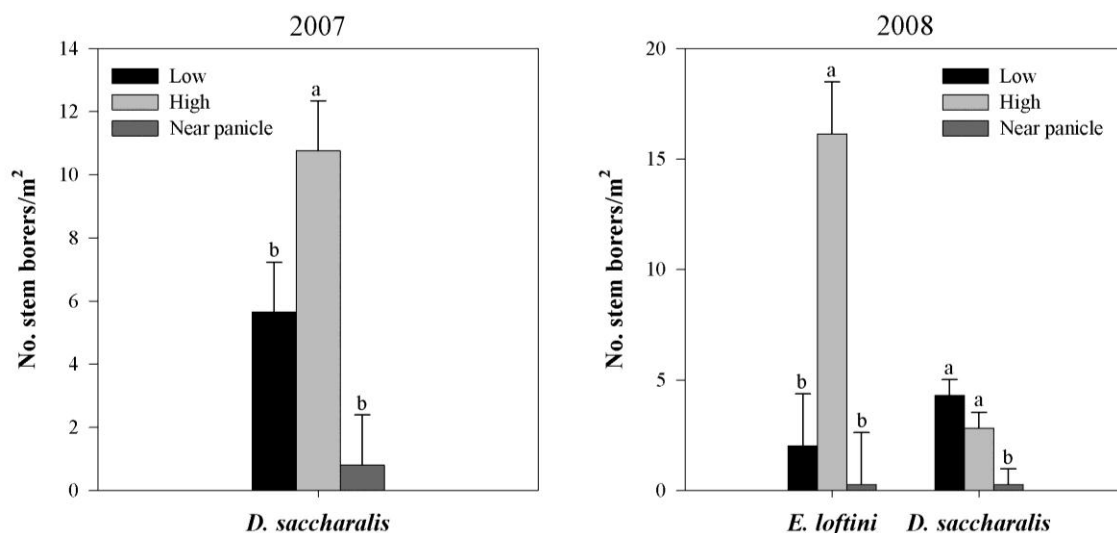 2007
14
12
10
8
6
4
2
0
No. stem borers/m²
Low
High
Near panicle
b
a
b
D. saccharalis
2008
20
15
10
5
0
No. stem borers/m²
Low
High
Near panicle
b
a
b
a
a
b
E. loftini D. saccharalis